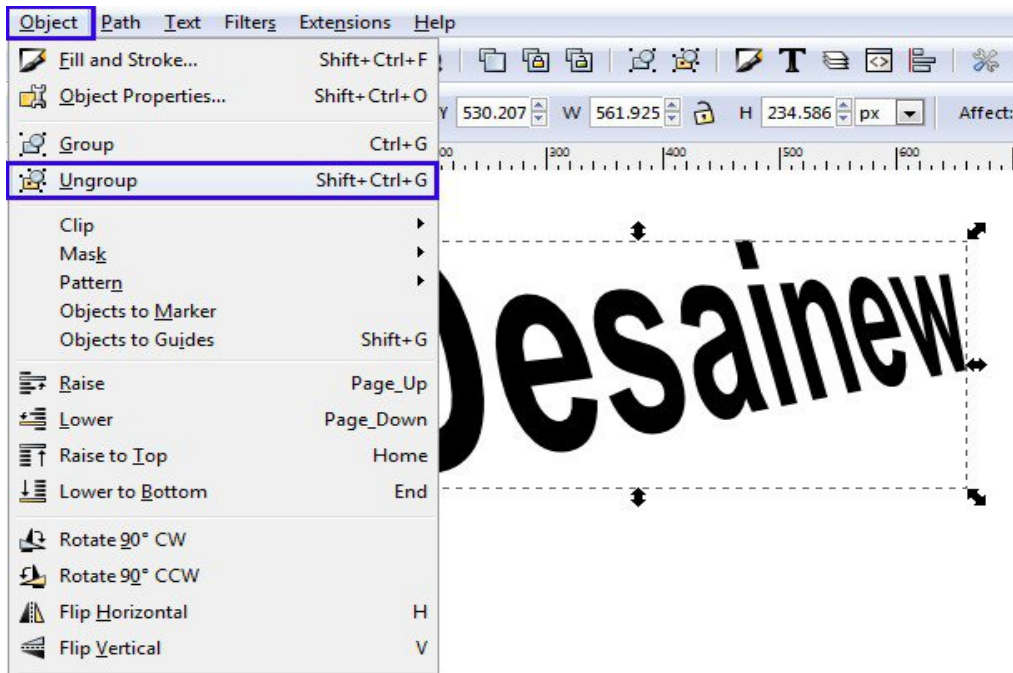 Object Path Text Filters Extensions Help
Fill and Stroke... Shift+Ctrl+F
Object Properties... Shift+Ctrl+O
Y 530.207 W 561.925 H 234.586 px Affect:
Group Ctrl+G
300 400 500 600
Ungroup Shift+Ctrl+G
Clip
Mask
Pattern
Objects to Marker
Objects to Guides Shift+G
Desainew
Raise Page_Up
Lower Page_Down
Raise to Top Home
Lower to Bottom End
Rotate 90° CW
Rotate 90° CCW
Flip Horizontal H
Flip Vertical V